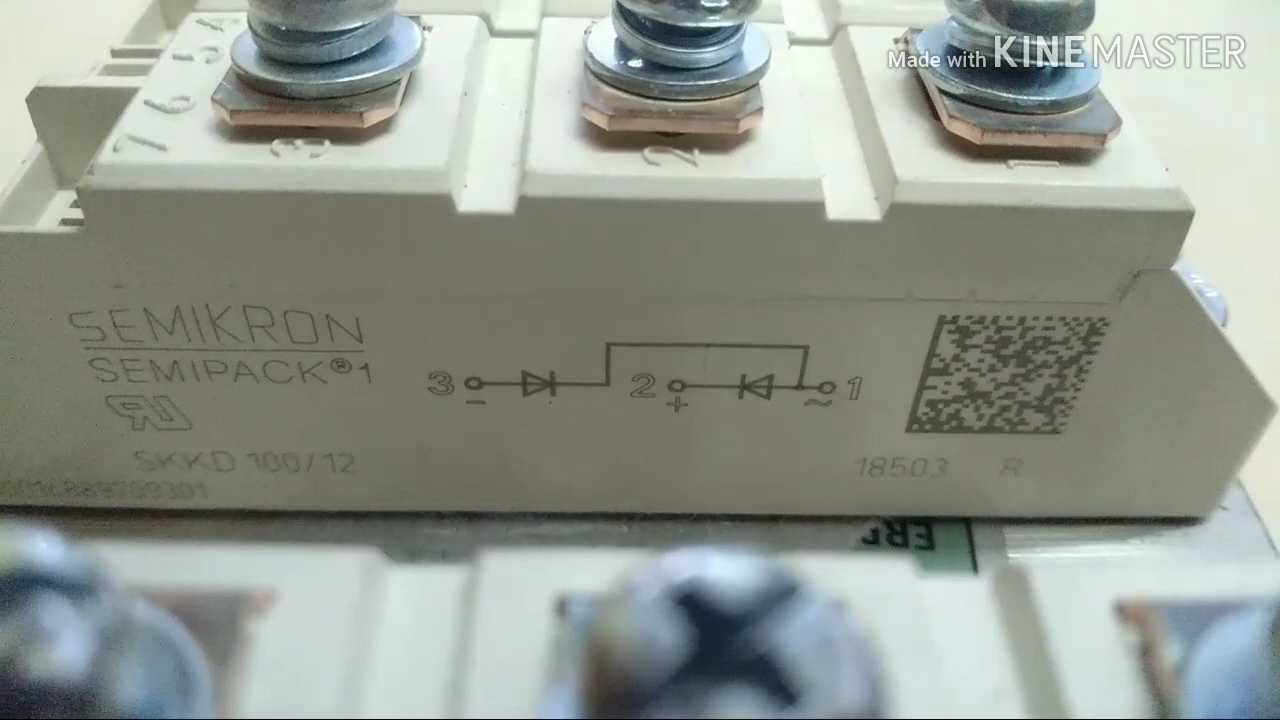 Made with KINEMASTER
7 6 5 4
3 2 1
SEMIKRON
SEMIPACK®1
3 − 2 + ~ 1
SKKD 100/12
18503 R